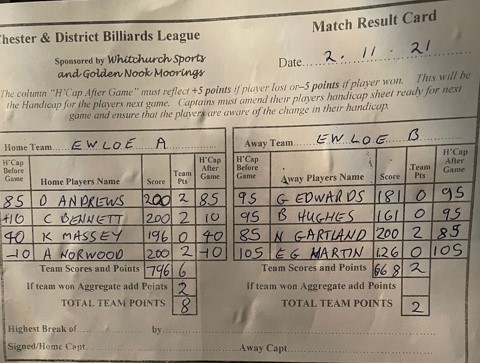 Chester & District Billiards League
Match Result Card
Sponsored by Whitchurch Sports
and Golden Nook Moorings
Date 2.11.21
The column "H'Cap After Game" must reflect +5 points if player lost or –5 points if player won. This will be
the Handicap for the players next game. Captains must amend their players handicap sheet ready for next
game and ensure that the players are aware of the change in their handicap.
Home Team EWLOE A
Away Team EWLOE B
H'Cap Before Game Home Players Name Score Team Pts H'Cap After Game
H'Cap Before Game Away Players Name Score Team Pts H'Cap After Game
85 D ANDREWS 200 2 85
95 G EDWARDS 181 0 95
+10 C BENNETT 200 2 10
95 B HUGHES 161 0 95
40 K MASSEY 196 0 40
85 N GARTLAND 200 2 85
-10 A NORWOOD 200 2 -10
105 EG MARTIN 126 0 105
Team Scores and Points 796 6
Team Scores and Points 668 2
If team won Aggregate add Points 2
If team won Aggregate add Points
TOTAL TEAM POINTS 8
TOTAL TEAM POINTS 2
Highest Break of by
Signed/Home Capt Away Capt